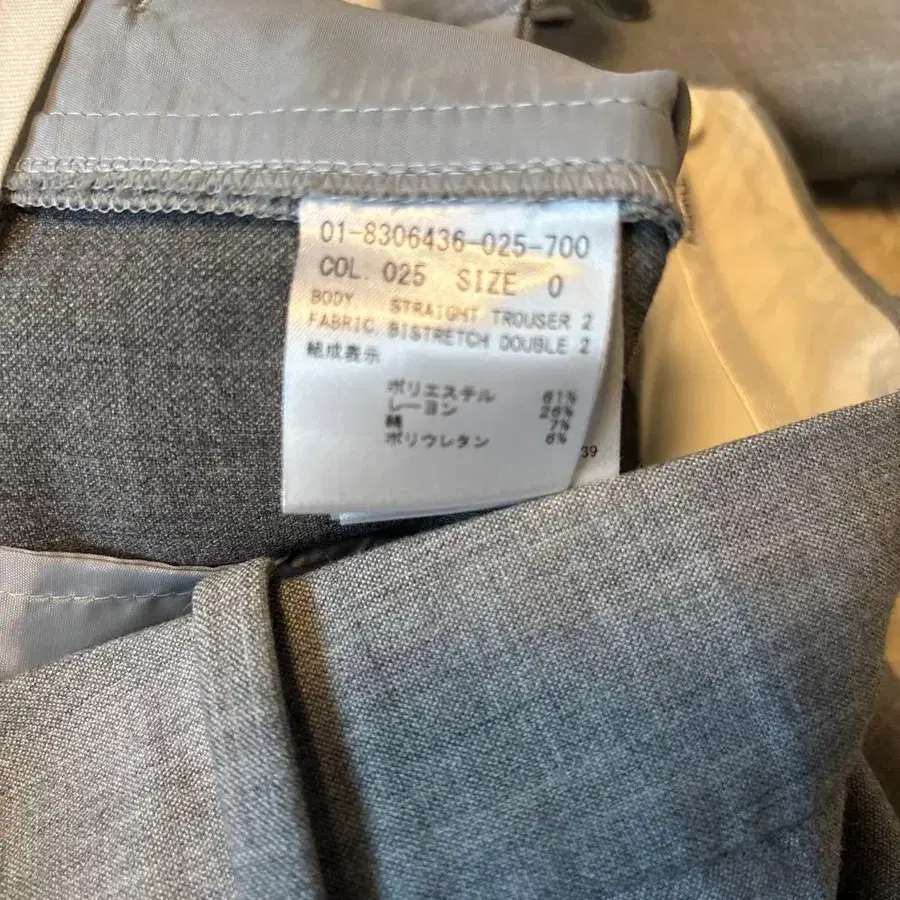 01-8306436-025-700
COL. 025 SIZE 0
BODY STRAIGHT TROUSER 2
FABRIC BISTRETCH DOUBLE 2
組成表示
ポリエステル 61%
レーヨン 26%
綿 7%
ポリウレタン 6%
39